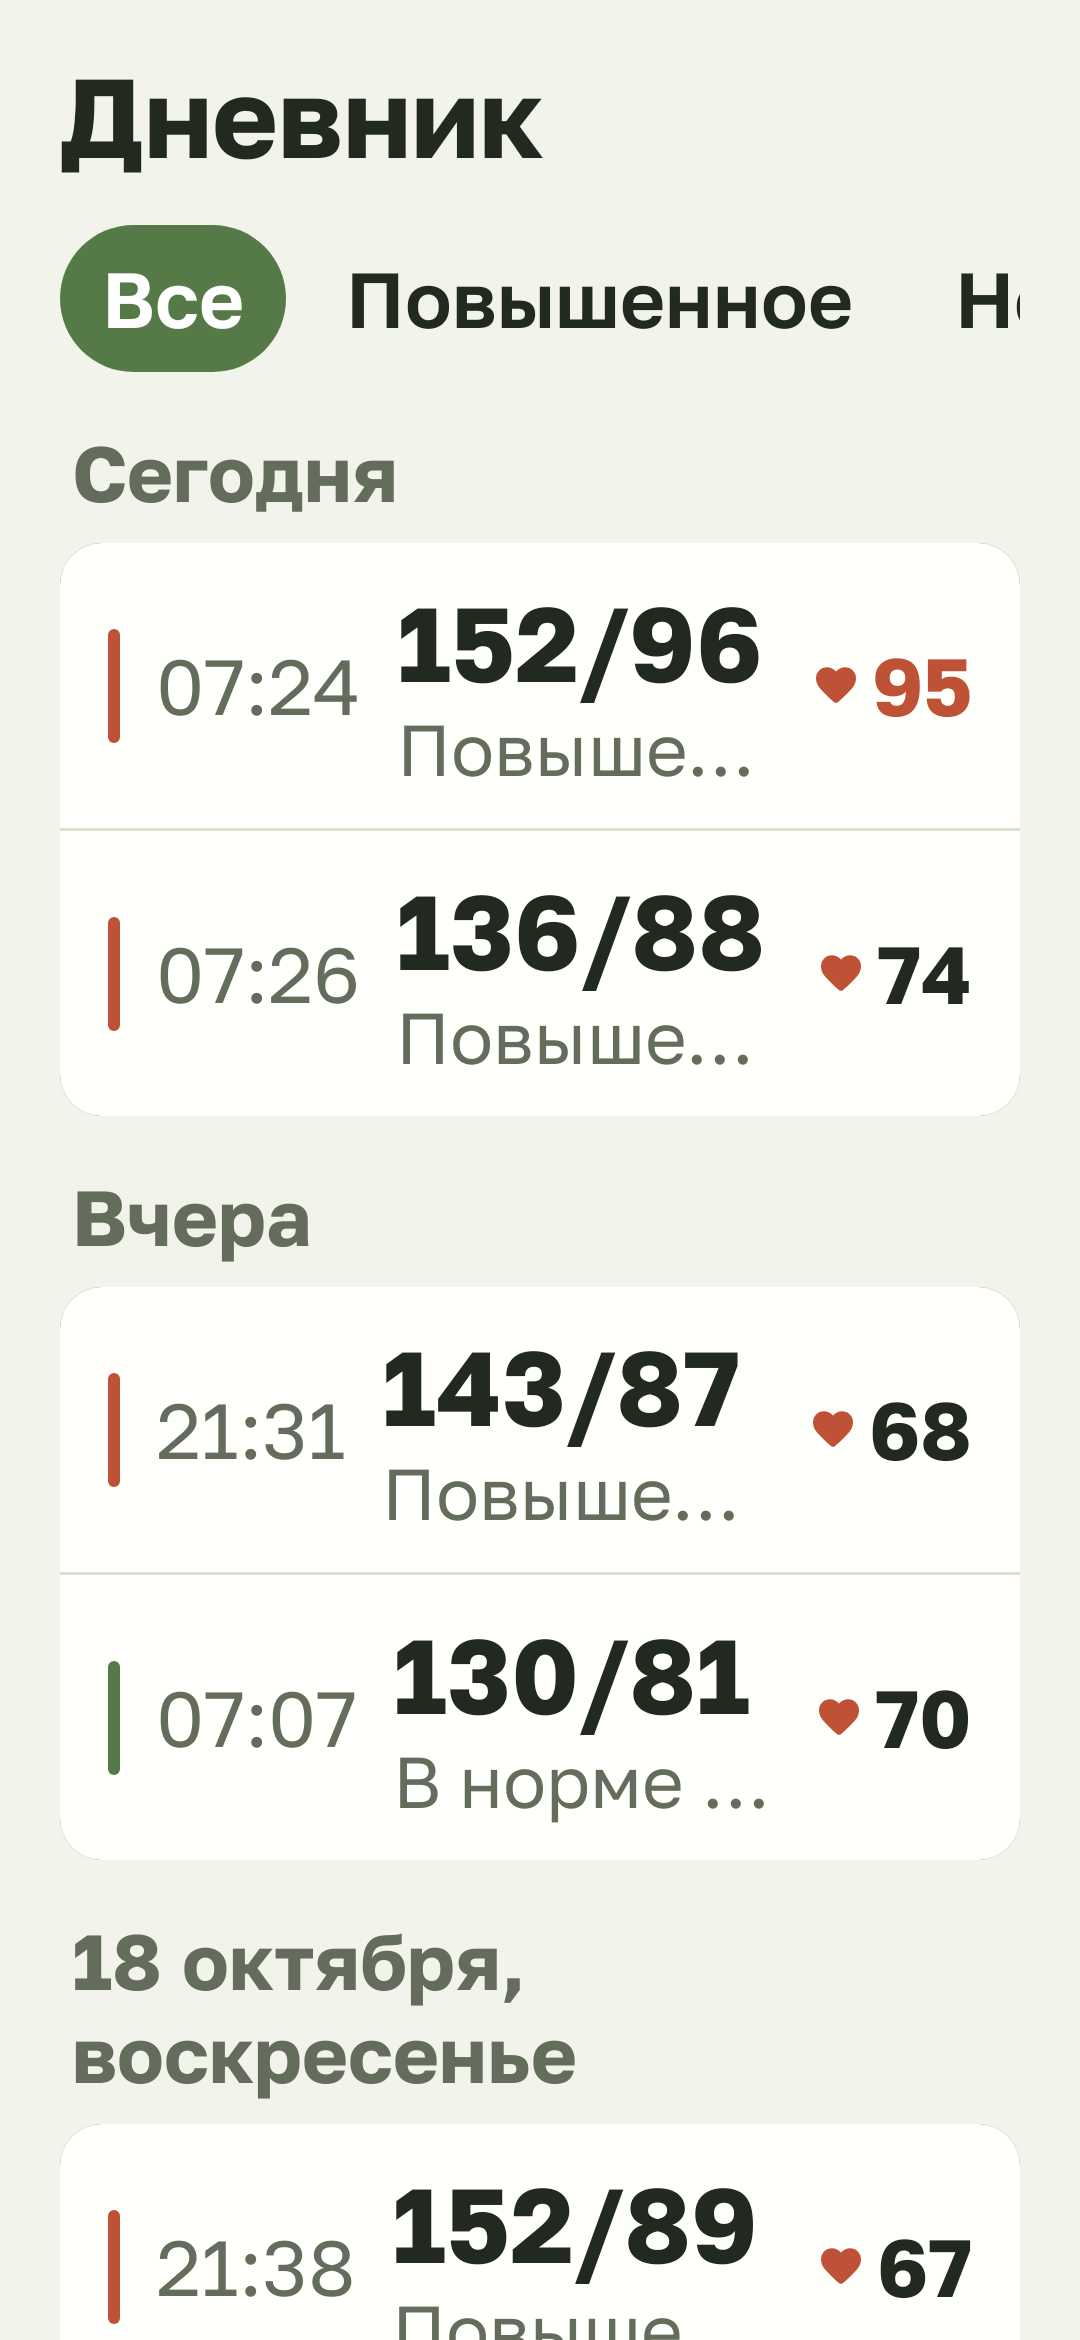 Дневник
Все Повышенное
Сегодня
07:24 152/96 95
Повыше...
07:26 136/88 74
Повыше...
Вчера
21:31 143/87 68
Повыше...
07:07 130/81 70
В норме ...
18 октября,
воскресенье
21:38 152/89 67